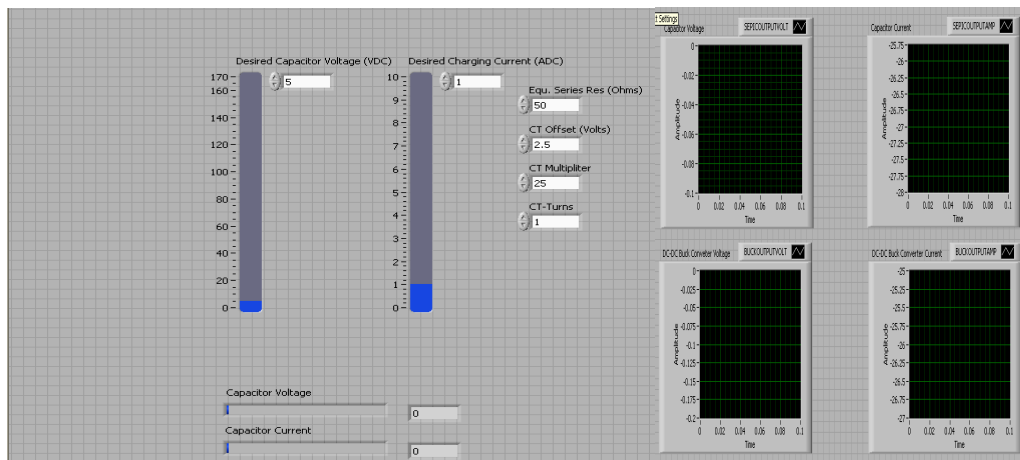 Desired Capacitor Voltage (VDC)
5
170
160
140
120
100
80
60
40
20
0
Desired Charging Current (ADC)
1
10
9
8
7
6
5
4
3
2
1
0
Equ. Series Res (Ohms)
50
CT Offset (Volts)
2.5
CT Multipliter
25
CT-Turns
1
Capacitor Voltage
0
Capacitor Current
0
Settings
Capacitor Voltage
SEPICOUTPUTVOLT
Amplitude
0
-0.02
-0.04
-0.06
-0.08
-0.1
0 0.02 0.04 0.06 0.08 0.1
Time
Capacitor Current
SEPICOUTPUTAMP
Amplitude
-25.75
-26
-26.25
-26.5
-26.75
-27
-27.25
-27.5
-27.75
-28
0 0.02 0.04 0.06 0.08 0.1
Time
DC-DC Buck Conveter Voltage
BUCKOUTPUTVOLT
Amplitude
0
-0.025
-0.05
-0.075
-0.1
-0.125
-0.15
-0.175
-0.2
0 0.02 0.04 0.06 0.08 0.1
Time
DC-DC Buck Converter Current
BUCKOUTPUTAMP
Amplitude
-25
-25.25
-25.5
-25.75
-26
-26.25
-26.5
-26.75
-27
0 0.02 0.04 0.06 0.08 0.1
Time